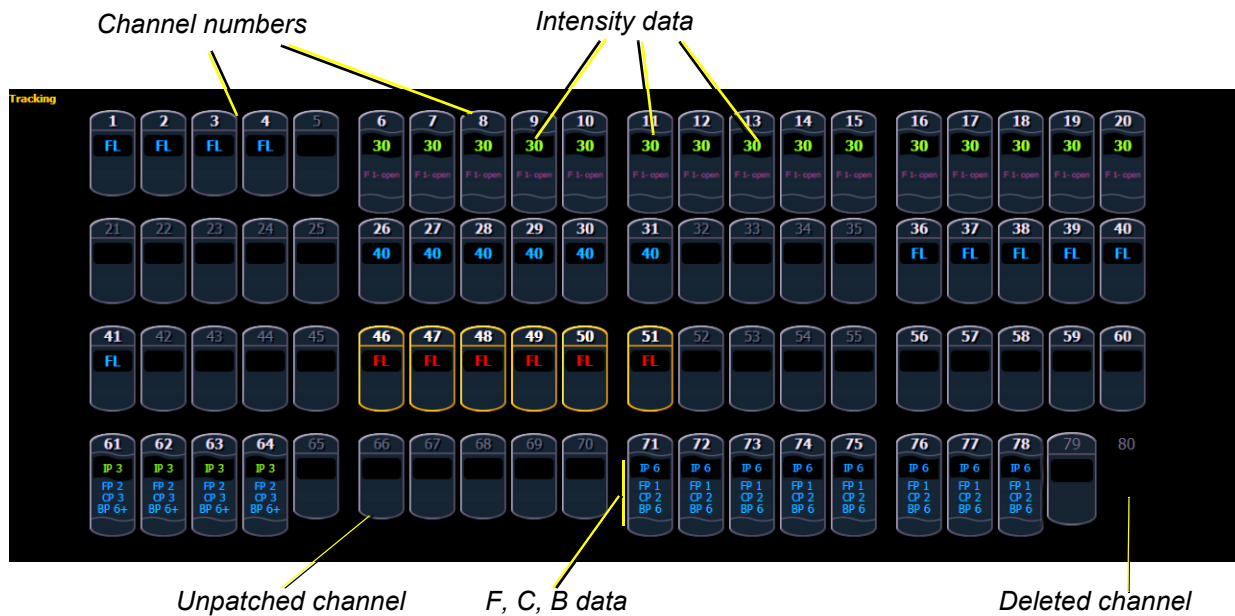 Channel numbers Intensity data
Tracking
1 2 3 4 5 6 7 8 9 10 11 12 13 14 15 16 17 18 19 20
FL FL FL FL 30 30 30 30 30 30 30 30 30 30 30 30 30 30 30
F 1- open F 1- open F 1- open F 1- open F 1- open F 1- open F 1- open F 1- open F 1- open F 1- open F 1- open F 1- open F 1- open F 1- open F 1- open
21 22 23 24 25 26 27 28 29 30 31 32 33 34 35 36 37 38 39 40
40 40 40 40 40 40 FL FL FL FL FL
41 42 43 44 45 46 47 48 49 50 51 52 53 54 55 56 57 58 59 60
FL FL FL FL FL FL FL
61 62 63 64 65 66 67 68 69 70 71 72 73 74 75 76 77 78 79 80
IP 3 IP 3 IP 3 IP 3 IP 6 IP 6 IP 6 IP 6 IP 6 IP 6 IP 6 IP 6
FP 2 FP 2 FP 2 FP 2 FP 1 FP 1 FP 1 FP 1 FP 1 FP 1 FP 1 FP 1
CP 3 CP 3 CP 3 CP 3 CP 2 CP 2 CP 2 CP 2 CP 2 CP 2 CP 2 CP 2
BP 6+ BP 6+ BP 6+ BP 6+ BP 6 BP 6 BP 6 BP 6 BP 6 BP 6 BP 6 BP 6
Unpatched channel F, C, B data Deleted channel